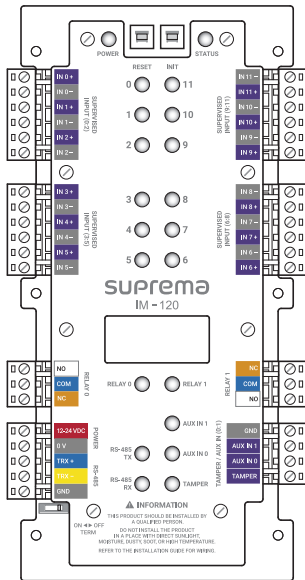 POWER
STATUS
RESET INIT
IN 0+
IN 0−
IN 1+
IN 1−
IN 2+
IN 2−
SUPERVISED
INPUT (0:2)
0 11
1 10
2 9
SUPERVISED
INPUT (9:11)
IN 11−
IN 11+
IN 10−
IN 10+
IN 9−
IN 9+
IN 3+
IN 3−
IN 4+
IN 4−
IN 5+
IN 5−
SUPERVISED
INPUT (3:5)
3 8
4 7
5 6
SUPERVISED
INPUT (6:8)
IN 8−
IN 8+
IN 7−
IN 7+
IN 6−
IN 6+
suprema
IM − 120
NO
COM
NC
RELAY 0
RELAY 0
RELAY 1
RELAY 1
NC
COM
NO
12-24 VDC
0 V
TRX +
TRX −
GND
POWER
RS-485
AUX IN 1
RS-485
TX
AUX IN 0
RS-485
RX
TAMPER
TAMPER / AUX IN (0:1)
GND
AUX IN 1
AUX IN 0
TAMPER
ON ◄► OFF
TERM
⚠ INFORMATION
THIS PRODUCT SHOULD BE INSTALLED BY
A QUALIFIED PERSON.
DO NOT INSTALL THE PRODUCT
IN A PLACE WITH DIRECT SUNLIGHT,
MOISTURE, DUSTY, SOOT, OR HIGH TEMPERATURE.
REFER TO THE INSTALLATION GUIDE FOR WIRING.